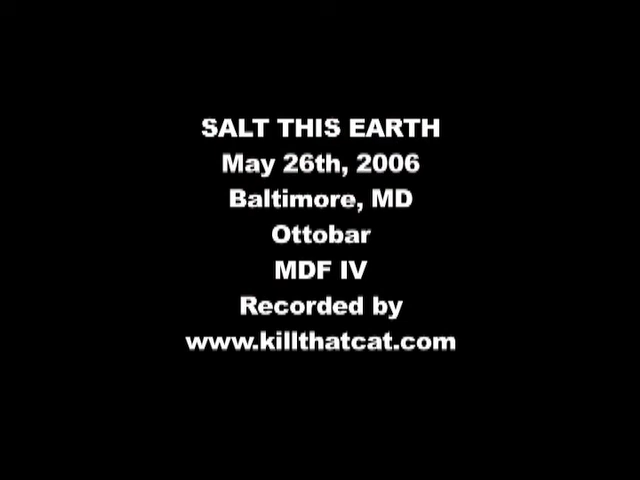 SALT THIS EARTH
May 26th, 2006
Baltimore, MD
Ottobar
MDF IV
Recorded by
www.killthatcat.com